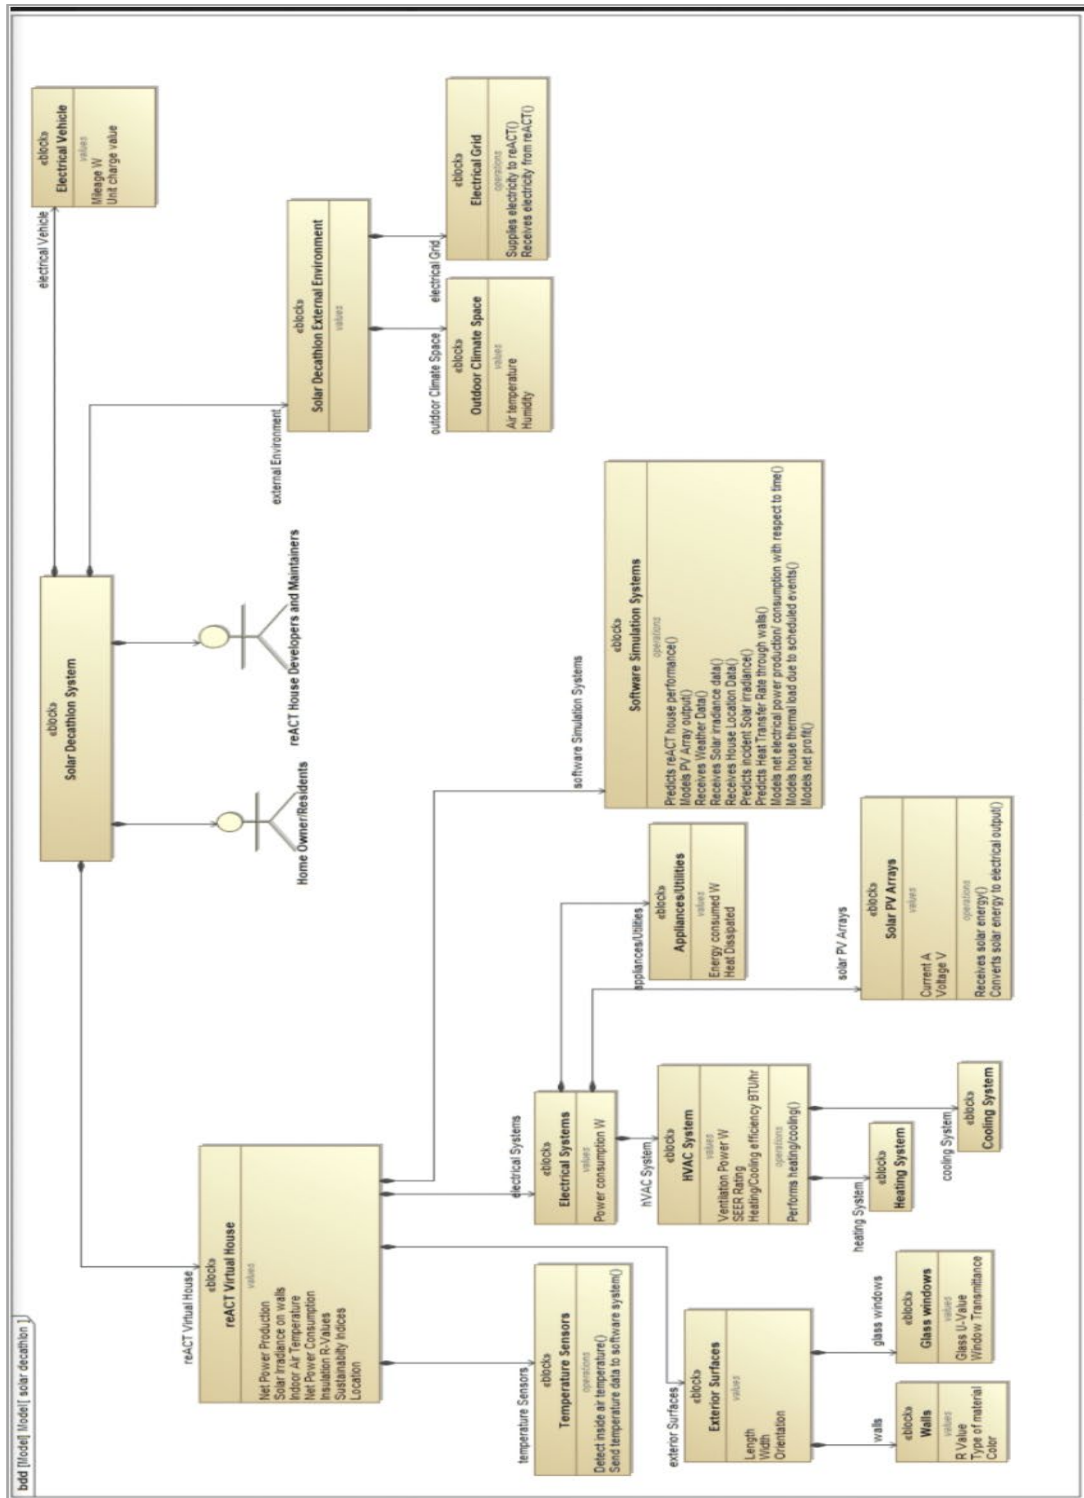 bdd [Model] Model[ solar decathlon ]
«block»
Solar Decathlon System
electrical Vehicle
«block»
Electrical Vehicle
values
Mileage W
Unit charge value
Home Owner/Residents
reACT House Developers and Maintainers
external Environment
«block»
Solar Decathlon External Environment
values
outdoor Climate Space
«block»
Outdoor Climate Space
values
Air temperature
Humidity
electrical Grid
«block»
Electrical Grid
operations
Supplies electricity to reACT()
Receives electricity from reACT()
reACT Virtual House
«block»
reACT Virtual House
values
Net Power Production
Solar Irradiance on walls
Indoor Air Temperature
Net Power Consumption
Insulation R-Values
Sustainabity Indices
Location
temperature Sensors
«block»
Temperature Sensors
operations
Detect inside air temperature()
Send temperature data to software system()
exterior Surfaces
«block»
Exterior Surfaces
values
Length
Width
Orientation
walls
«block»
Walls
values
R Value
Type of material
Color
glass windows
«block»
Glass windows
values
Glass U-Value
Window Transmittance
electrical Systems
«block»
Electrical Systems
values
Power consumption W
hVAC System
«block»
HVAC System
values
Ventilation Power W
SEER Rating
Heating/Cooling efficiency BTU/hr
operations
Performs heating/cooling()
heating System
«block»
Heating System
cooling System
«block»
Cooling System
appliances/Utilities
«block»
Appliances/Utilities
values
Energy consumed W
Heat Dissipated
solar PV Arrays
«block»
Solar PV Arrays
values
Current A
Voltage V
operations
Receives solar energy()
Converts solar energy to electrical output()
software Simulation Systems
«block»
Software Simulation Systems
operations
Predicts reACT house performance()
Models PV Array output()
Receives Weather Data()
Receives Solar irradiance data()
Receives House Location Data()
Predicts incident Solar irradiance()
Predicts Heat Transfer Rate through walls()
Models net electrical power production/ consumption with respect to time()
Models house thermal load due to scheduled events()
Models net profit()